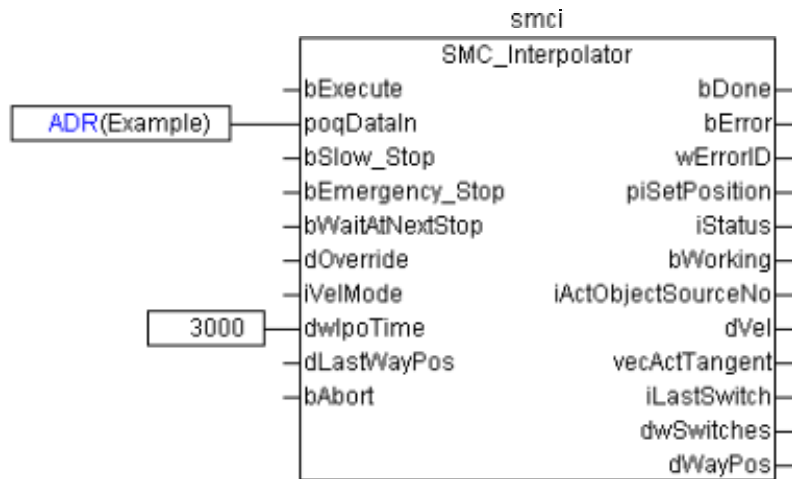 smci
SMC_Interpolator
bExecute bDone
ADR(Example) poqDataIn bError
bSlow_Stop wErrorID
bEmergency_Stop piSetPosition
bWaitAtNextStop iStatus
dOverride bWorking
iVelMode iActObjectSourceNo
3000 dwIpoTime dVel
dLastWayPos vecActTangent
bAbort iLastSwitch
dwSwitches
dWayPos